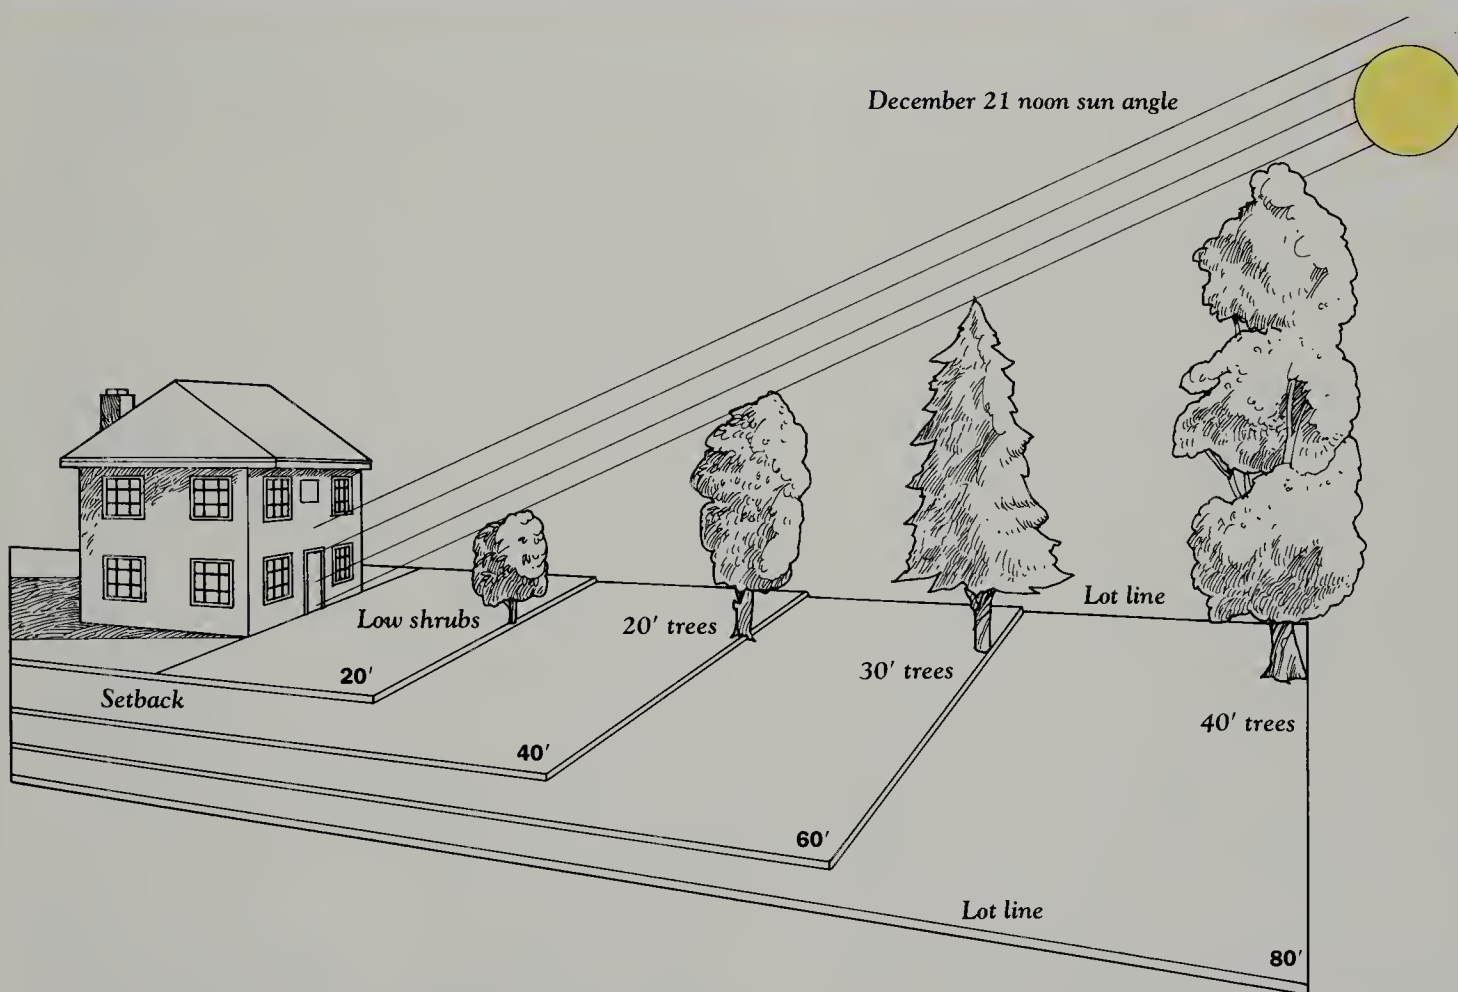 December 21 noon sun angle
Lot line
Low shrubs
20' trees
30' trees
20'
Setback
40' trees
40'
60'
Lot line
80'